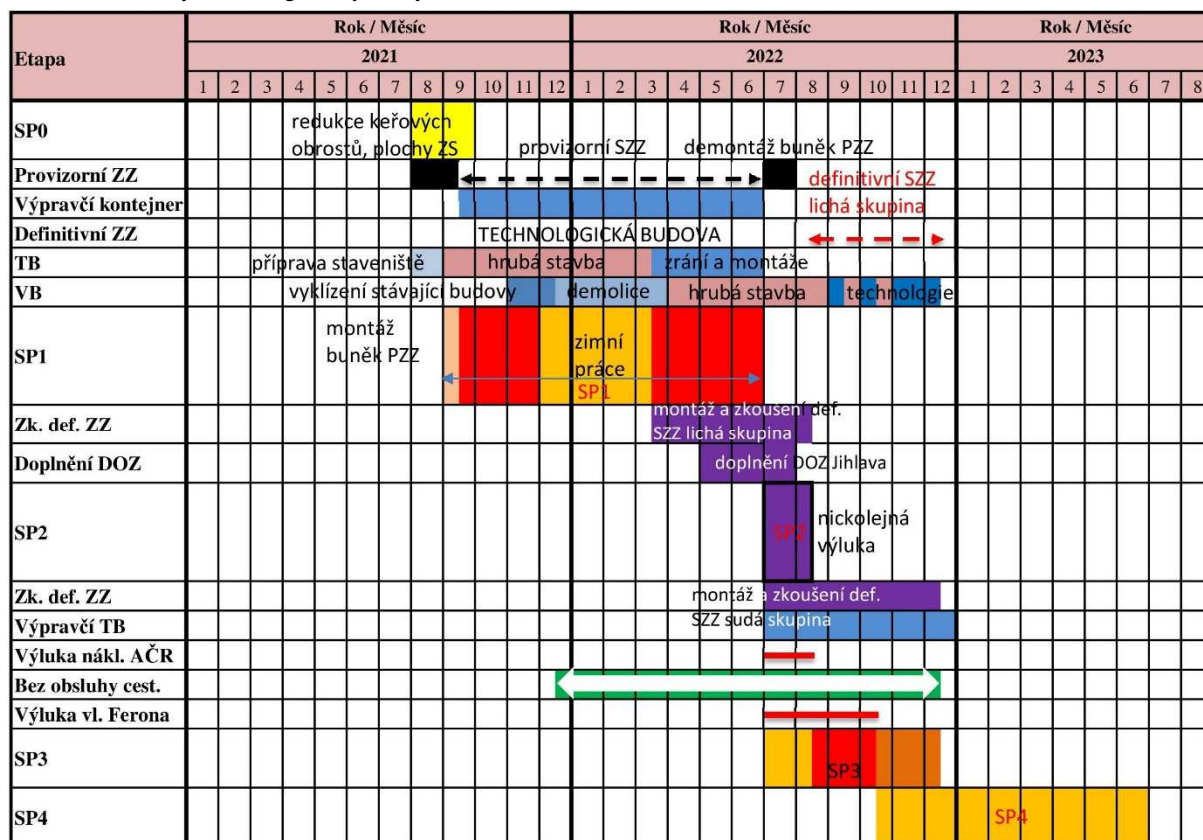 Etapa
Rok / Měsíc Rok / Měsíc Rok / Měsíc
2021 2022 2023
1 2 3 4 5 6 7 8 9 10 11 12 1 2 3 4 5 6 7 8 9 10 11 12 1 2 3 4 5 6 7 8
SP0
redukce keřových
obrostů, plochy ZS
provizorní SZZ
demontáž buněk PZZ
Provizorní ZZ
definitivní SZZ
Výpravčí kontejner
lichá skupina
Definitivní ZZ
TECHNOLOGICKÁ BUDOVA
TB
příprava staveniště hrubá stavba zrání a montáže
VB
vyklízení stávající budovy demolice hrubá stavba technologie
SP1
montáž
buněk PZZ
zimní
práce
SP1
Zk. def. ZZ
montáž a zkoušení def.
SZZ lichá skupina
Doplnění DOZ
doplnění DOZ Jihlava
SP2
SP2
nickolejná
výluka
Zk. def. ZZ
montáž a zkoušení def.
Výpravčí TB
SZZ sudá skupina
Výluka nákl. AČR
Bez obsluhy cest.
Výluka vl. Ferona
SP3
SP3
SP4
SP4